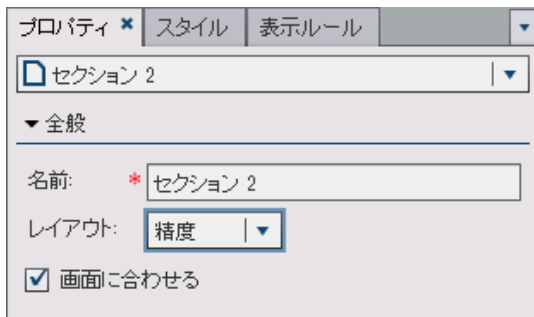 プロパティ スタイル 表示ルール
セクション 2
全般
名前: * セクション 2
レイアウト: 精度
画面に合わせる